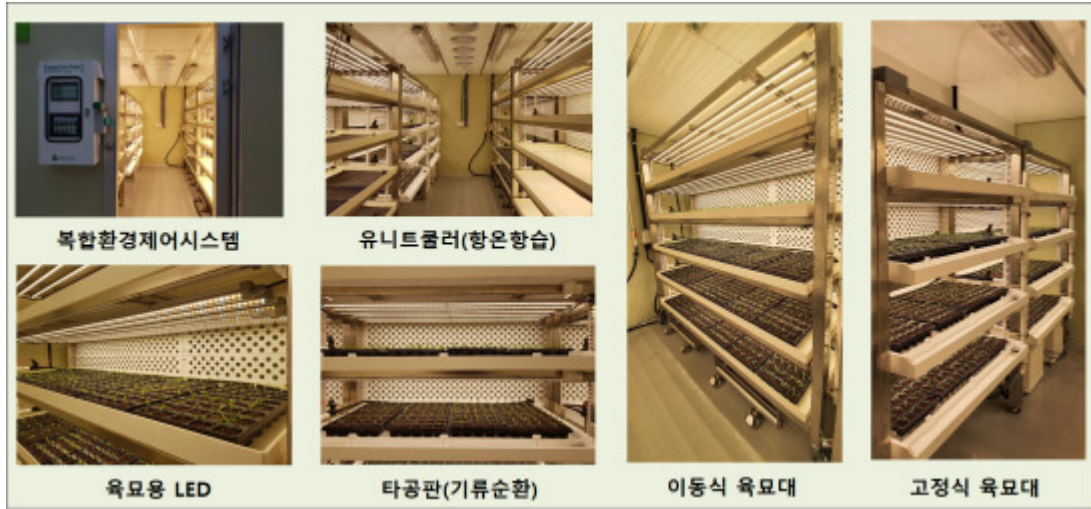 복합환경제어시스템
유니트쿨러(항온항습)
육묘용 LED
타공판(기류순환)
이동식 육묘대
고정식 육묘대